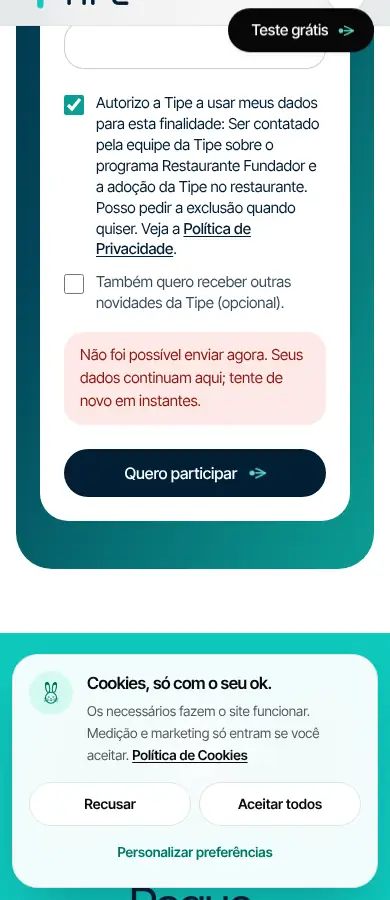 Teste grátis
Autorizo a Tipe a usar meus dados
para esta finalidade: Ser contatado
pela equipe da Tipe sobre o
programa Restaurante Fundador e
a adoção da Tipe no restaurante.
Posso pedir a exclusão quando
quiser. Veja a Política de
Privacidade.
Também quero receber outras
novidades da Tipe (opcional).
Não foi possível enviar agora. Seus
dados continuam aqui; tente de
novo em instantes.
Quero participar
Cookies, só com o seu ok.
Os necessários fazem o site funcionar.
Medição e marketing só entram se você
aceitar. Política de Cookies
Recusar
Aceitar todos
Personalizar preferências